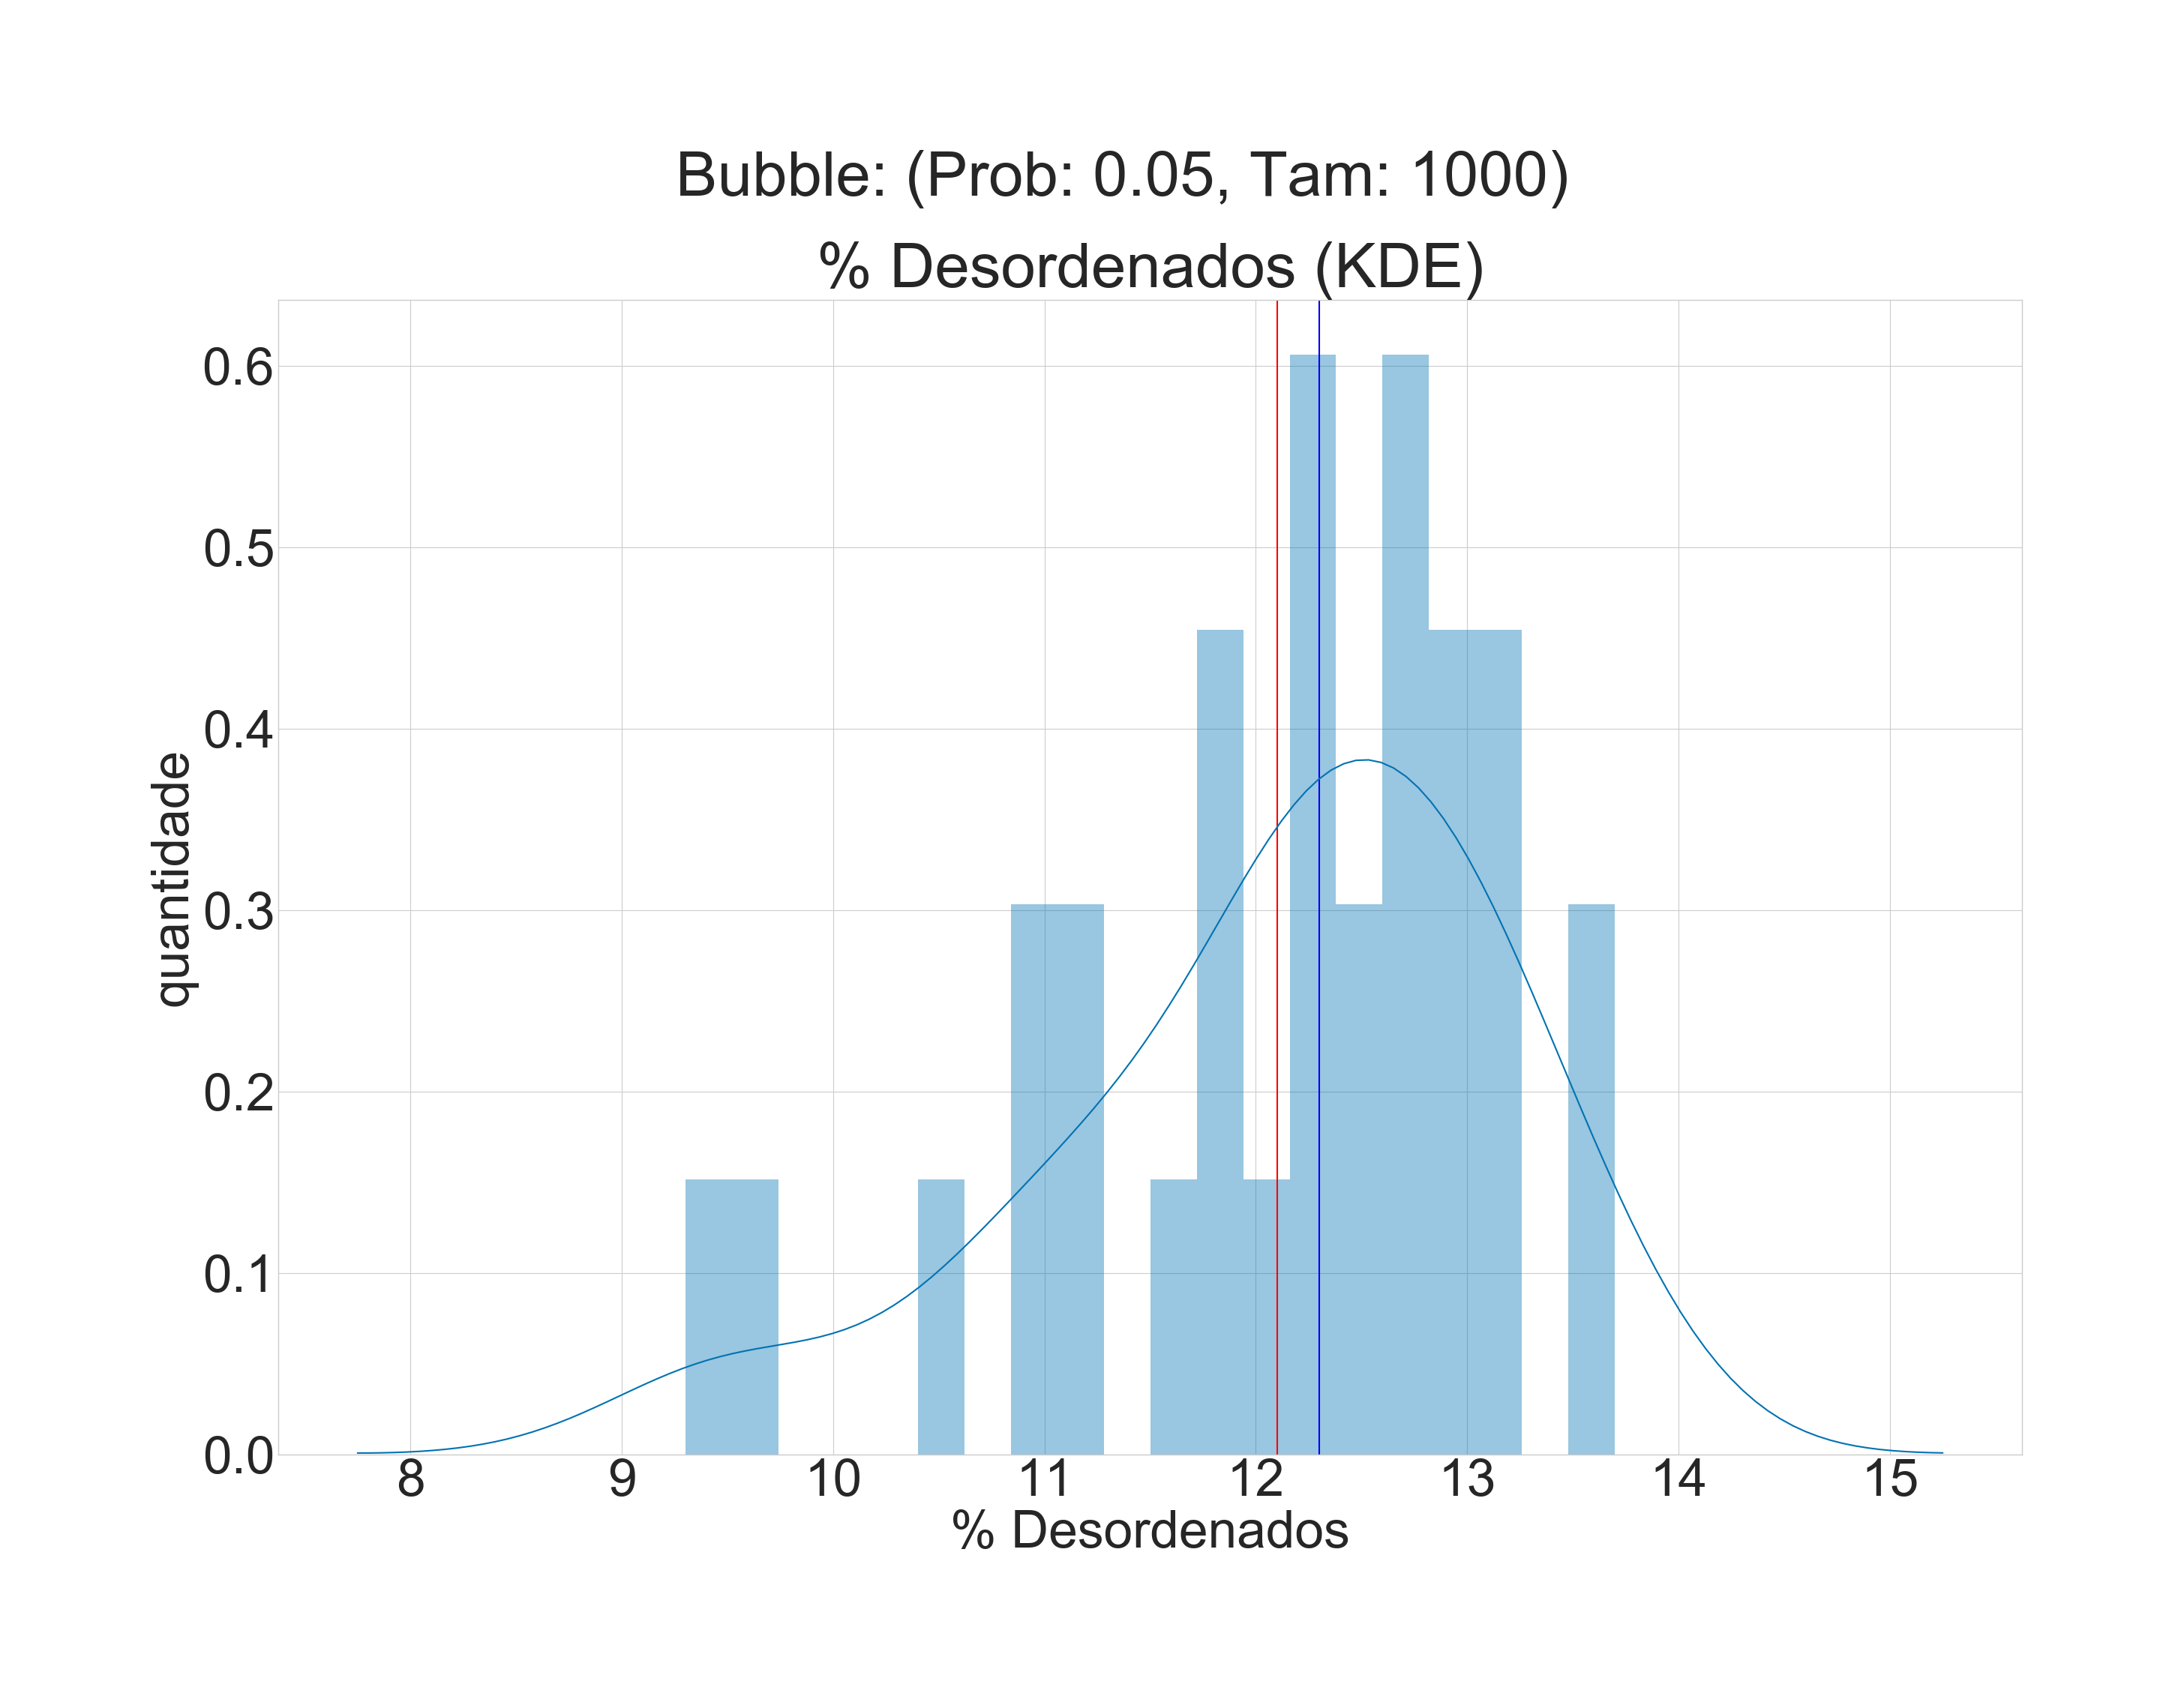 Bubble: (Prob: 0.05, Tam: 1000)
% Desordenados (KDE)
0.6
0.5
0.4
0.3
0.2
0.1
0.0
quantidade
8 9 10 11 12 13 14 15
% Desordenados